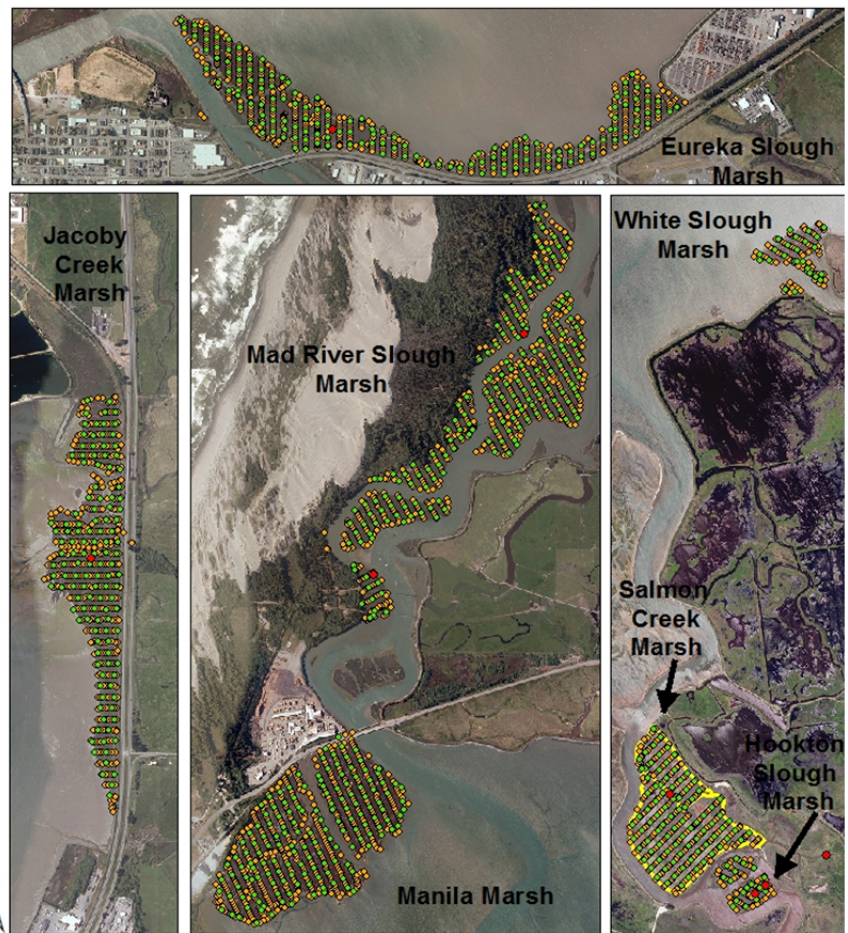 Eureka Slough
Marsh
Jacoby
Creek
Marsh
Mad River Slough
Marsh
Manila Marsh
White Slough
Marsh
Salmon
Creek
Marsh
Hookton
Slough
Marsh